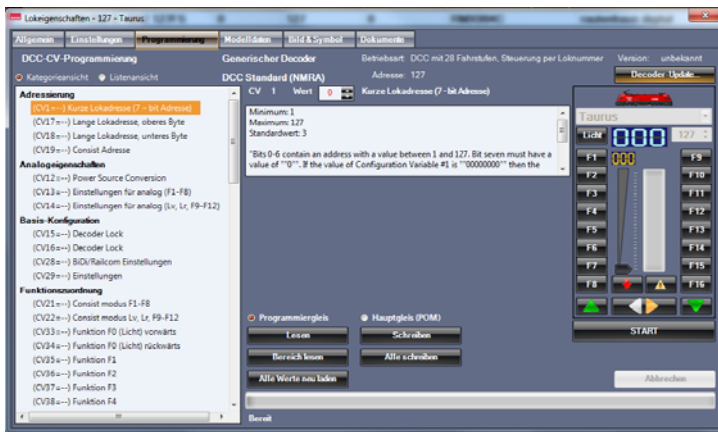 Lokeigenschaften - 127 - Taurus
Allgemein Einstellungen Programmierung Modelldaten Bild & Symbol Dokumente
DCC-CV-Programmierung
Generischer Decoder
Betriebsart: DCC mit 28 Fahrstufen, Steuerung per Loknummer
Version: unbekannt
Kategorieansicht Listenansicht
DCC Standard (NMRA)
Adresse: 127
Decoder Update...
Adressierung
(CV1=--) Kurze Lokadresse (7 – bit Adresse)
(CV17=--) Lange Lokadresse, oberes Byte
(CV18=--) Lange Lokadresse, unteres Byte
(CV19=--) Consist Adresse
Analogeigenschaften
(CV12=--) Power Source Conversion
(CV13=--) Einstellungen für analog (F1-F8)
(CV14=--) Einstellungen für analog (Lv, Lr, F9-F12)
Basis-Konfiguration
(CV15=--) Decoder Lock
(CV16=--) Decoder Lock
(CV28=--) BiDi/Railcom Einstellungen
(CV29=--) Einstellungen
Funktionszuordnung
(CV21=--) Consist modus F1-F8
(CV22=--) Consist modus Lv, Lr, F9-F12
(CV33=--) Funktion F0 (Licht) vorwärts
(CV34=--) Funktion F0 (Licht) rückwärts
(CV35=--) Funktion F1
(CV36=--) Funktion F2
(CV37=--) Funktion F3
(CV38=--) Funktion F4
CV 1 Wert 0 Kurze Lokadresse (7 -bit Adresse)
Minimum: 1
Maximum: 127
Standardwert: 3
"Bits 0-6 contain an address with a value between 1 and 127. Bit seven must have a
value of ""0"". If the value of Configuration Variable #1 is ""00000000"" then the
Programmiergleis Hauptgleis (POM)
Lesen Schreiben
Bereich lesen Alle schreiben
Alle Werte neu laden
Bereit
Taurus
Licht 000 127
F1 000 F9
F2 F10
F3 F11
F4 F12
F5 F13
F6 F14
F7 F15
F8 F16
START
Abbrechen